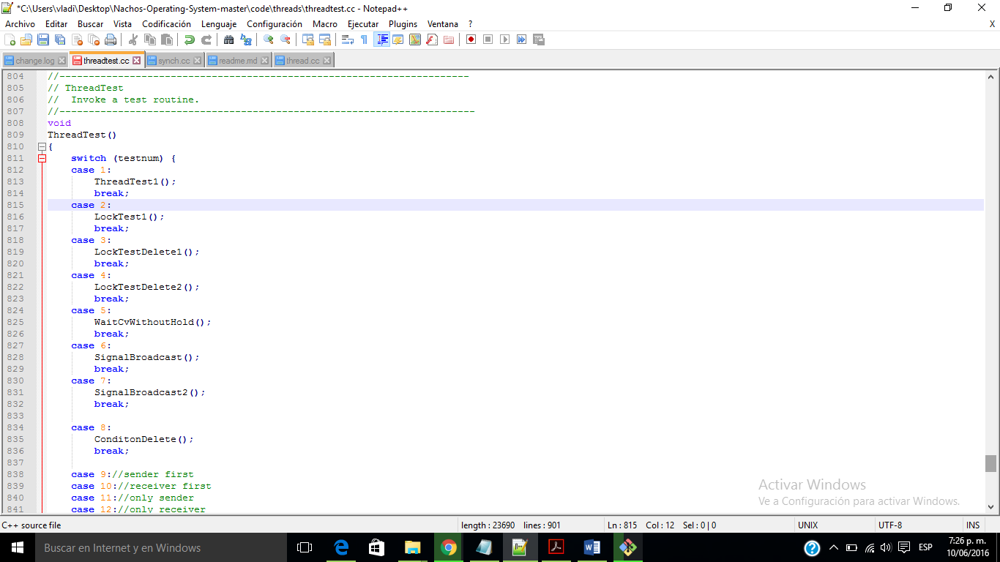 *C:\Users\vladi\Desktop\Nachos-Operating-System-master\code\threads\threadtest.cc - Notepad++
Archivo Editar Buscar Vista Codificación Lenguaje Configuración Macro Ejecutar Plugins Ventana ? X
change.log threadtest.cc synch.cc readme.md thread.cc
804 //----------------------------------------------------------------------
805 // ThreadTest
806 // Invoke a test routine.
807 //-----------------------------------------------------------------------
808 void
809 ThreadTest()
810 {
811 switch (testnum) {
812 case 1:
813 ThreadTest1();
814 break;
815 case 2:
816 LockTest1();
817 break;
818 case 3:
819 LockTestDelete1();
820 break;
821 case 4:
822 LockTestDelete2();
823 break;
824 case 5:
825 WaitCvWithoutHold();
826 break;
827 case 6:
828 SignalBroadcast();
829 break;
830 case 7:
831 SignalBroadcast2();
832 break;
833
834 case 8:
835 ConditonDelete();
836 break;
837
838 case 9://sender first
839 case 10://receiver first
840 case 11://only sender
841 case 12://only receiver
Activar Windows
Ve a Configuración para activar Windows.
C++ source file length : 23690 lines : 901 Ln : 815 Col : 12 Sel : 0 | 0 UNIX UTF-8 INS
Buscar en Internet y en Windows
ESP
7:26 p. m.
10/06/2016